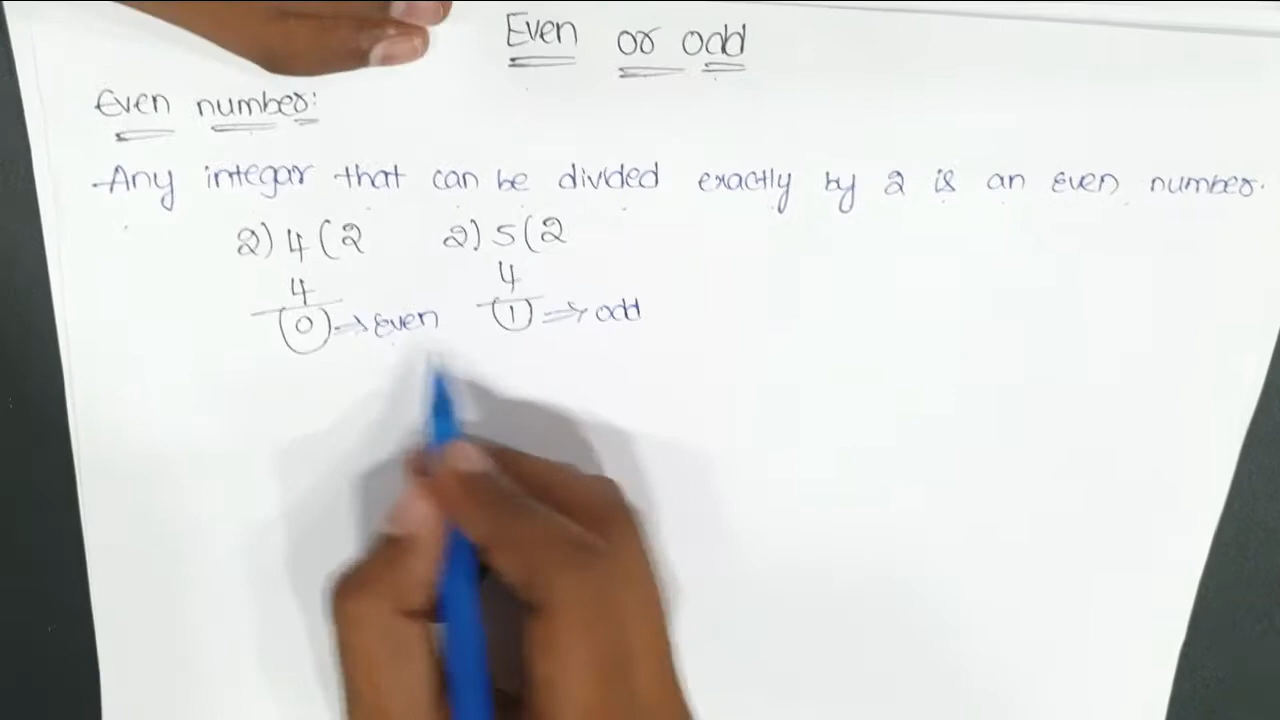 Even or odd
Even number:
Any integar that can be divided exactly by 2 is an even number.
2) 4 ( 2 2) 5 ( 2
4 4
0 → even 1 ⇒ odd